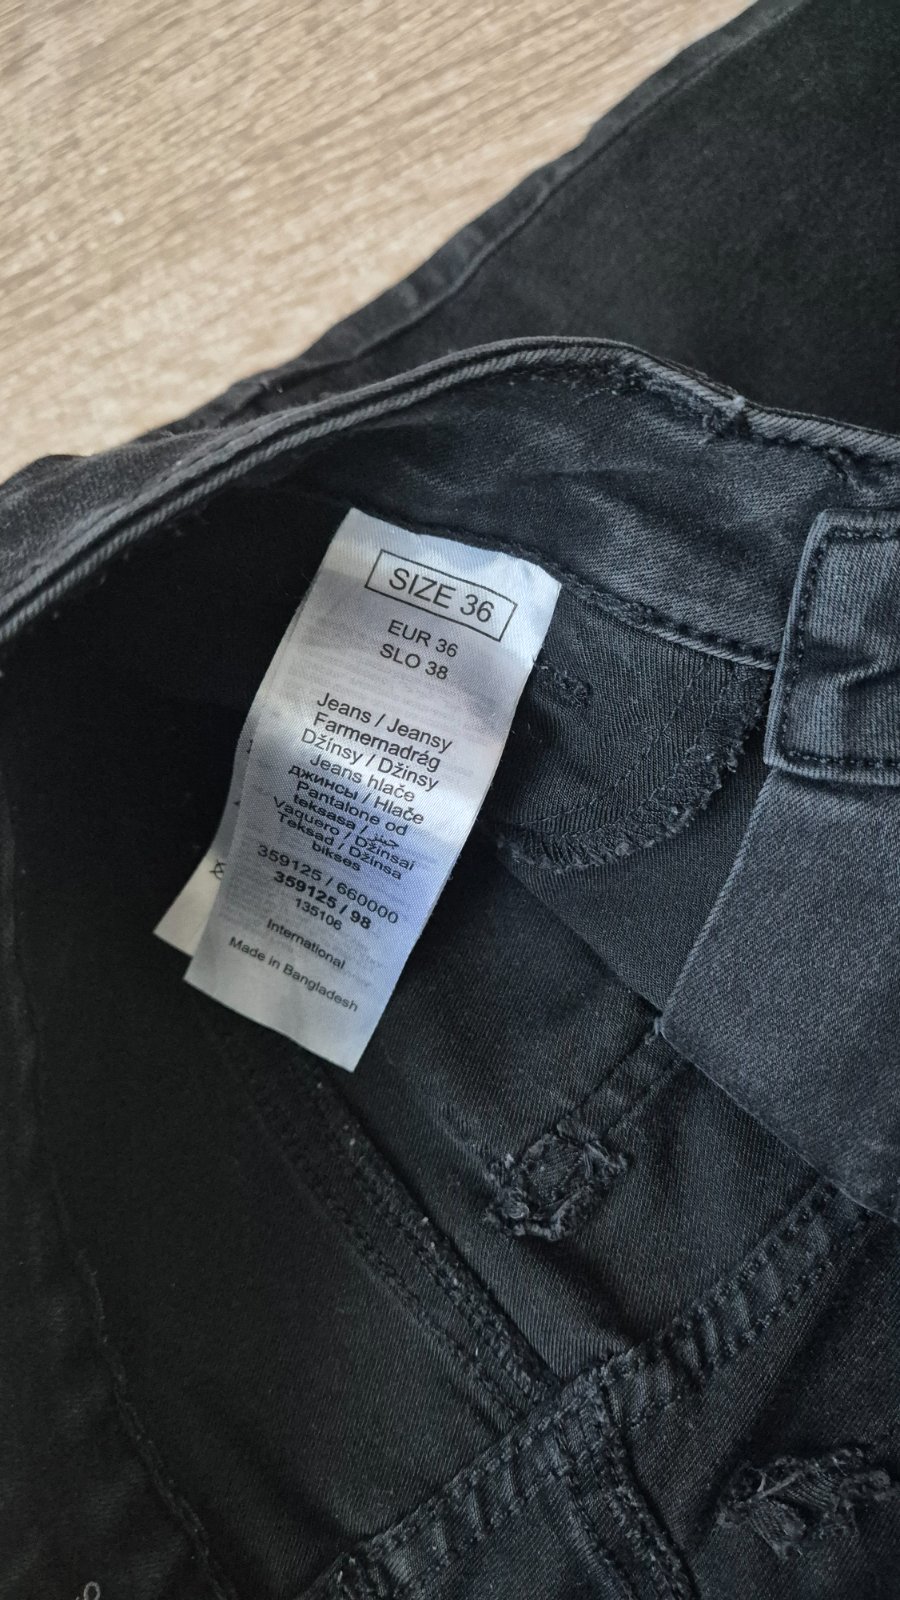 SIZE 36
EUR 36
SLO 38
Jeans / Jeansy
Farmernadrég
Džínsy / Džinsy
Jeans hlače
джинсы / Hlače
Pantalone od
teksasa / جينز
Vaquero / Džinsai
Teksad / Džinsa
bikses
359125 / 660000
359125 / 98
135106
International
Made in Bangladesh